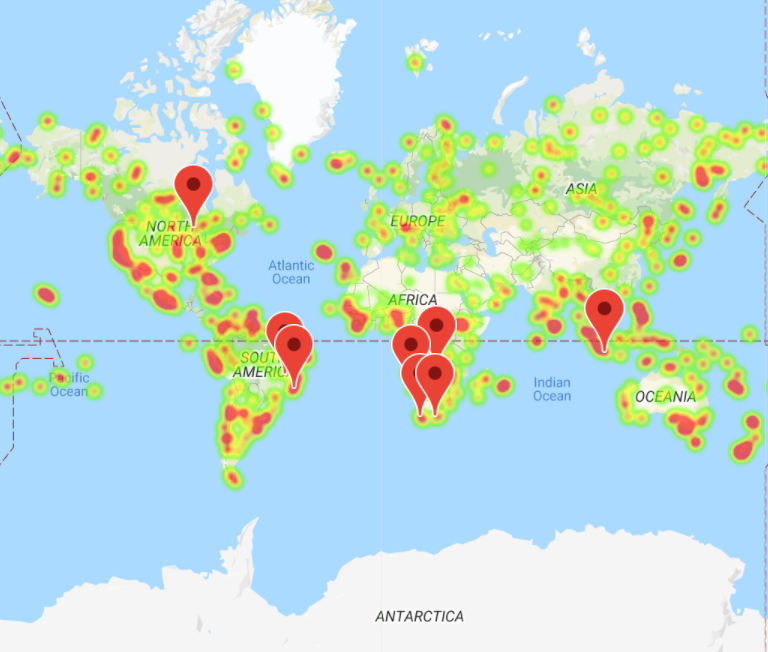 ASIA
EUROPE
NORTH
AMERICA
Atlantic
Ocean
AFRICA
SOUTH
AMERICA
Pacific
Ocean
Indian
Ocean
OCEANIA
ANTARCTICA